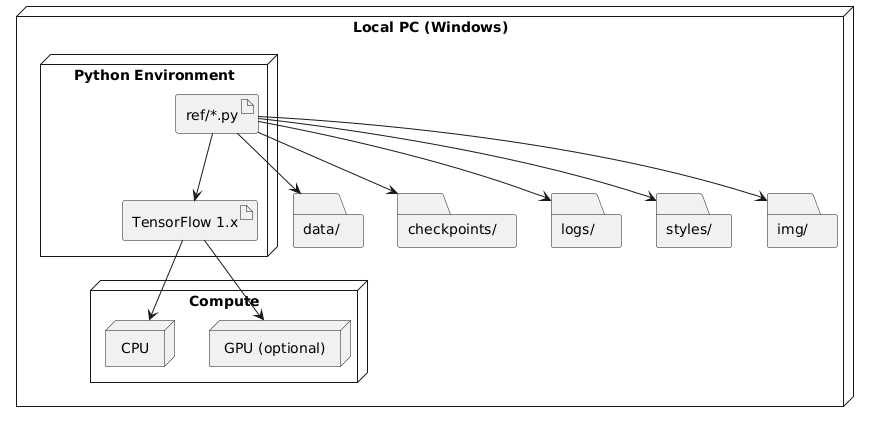 Local PC (Windows)
Python Environment
ref/*.py
TensorFlow 1.x
data/
checkpoints/
logs/
styles/
img/
Compute
CPU
GPU (optional)